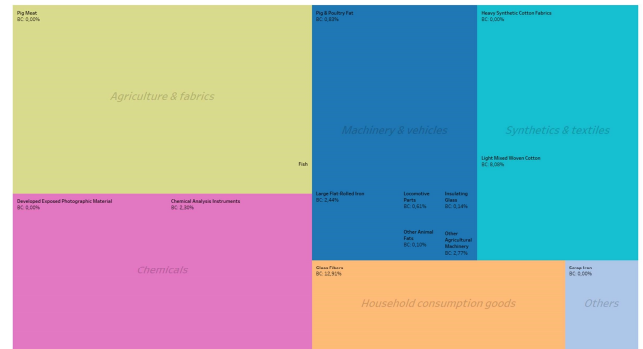 Pig Meat
BC: 0,00%
Agriculture & fabrics
Fish
Pig & Poultry Fat
BC: 0,83%
Machinery & vehicles
Large Flat-Rolled Iron
BC: 2,44%
Locomotive
Parts
BC: 0,61%
Insulating
Glass
BC: 0,14%
Other Animal
Fats
BC: 0,10%
Other
Agricultural
Machinery
BC: 0,77%
Heavy Synthetic Cotton Fabrics
BC: 0,00%
Synthetics & textiles
Light Mixed Woven Cotton
BC: 0,08%
Developed Exposed Photographic Material
BC: 0,00%
Chemical Analysis Instruments
BC: 2,30%
Chemicals
Glass Fibers
BC: 12,91%
Household consumption goods
Scrap Iron
BC: 0,00%
Others